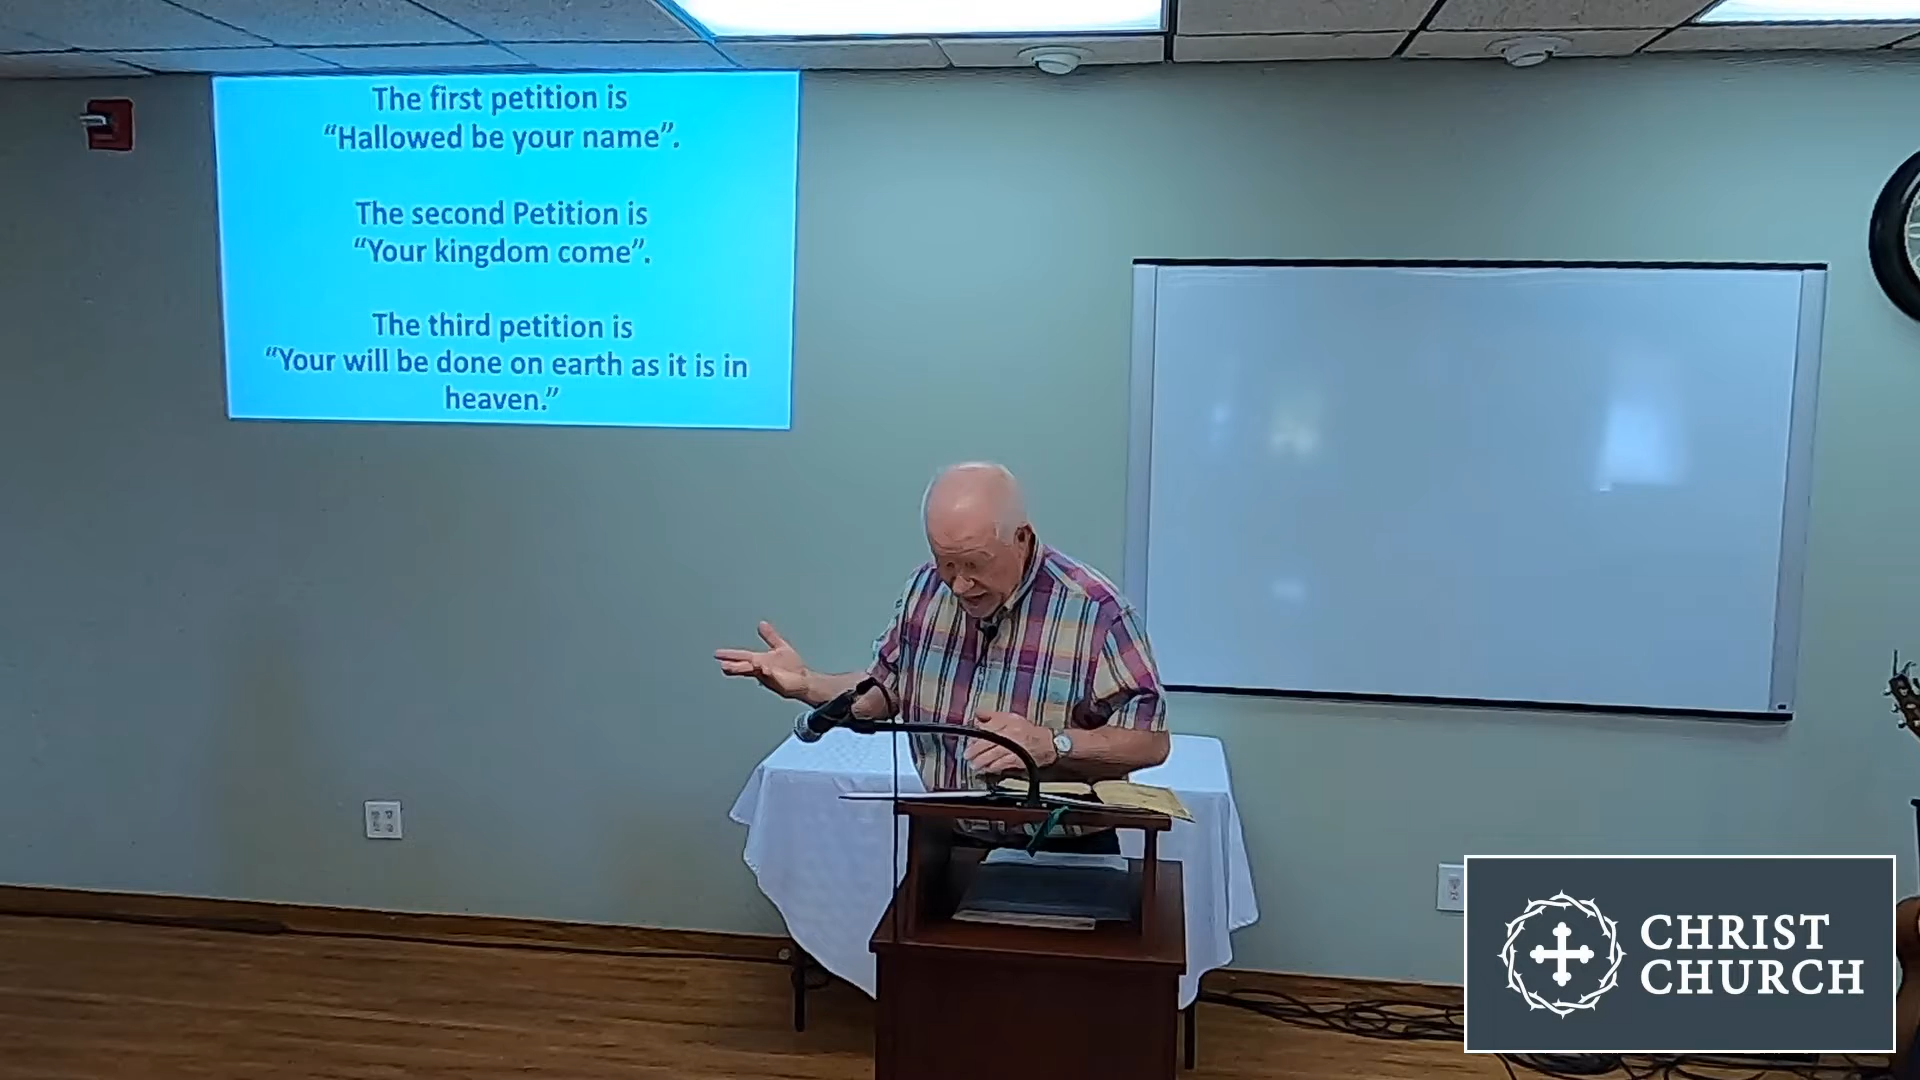 The first petition is
“Hallowed be your name”.
The second Petition is
“Your kingdom come”.
The third petition is
“Your will be done on earth as it is in
heaven.”
CHRIST
CHURCH